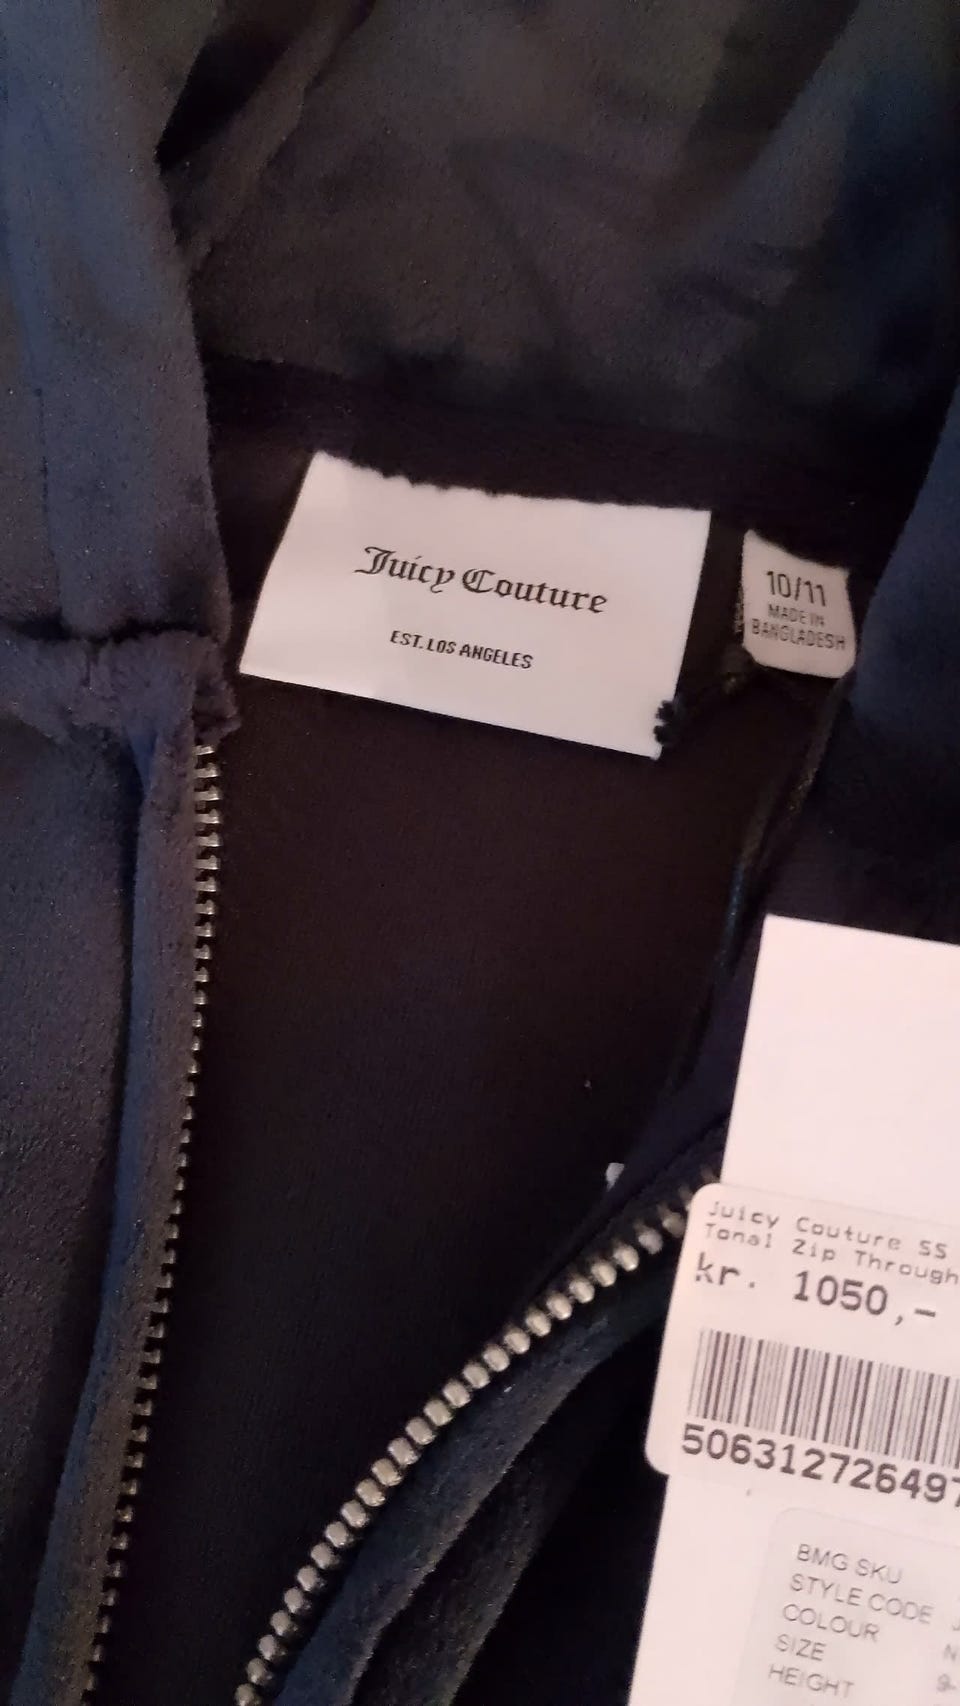 Juicy Couture
EST. LOS ANGELES
10/11
MADE IN
BANGLADESH
Juicy Couture SS
Tonal Zip Through
kr. 1050,-
506312726497
BMG SKU
STYLE CODE
COLOUR
SIZE
HEIGHT